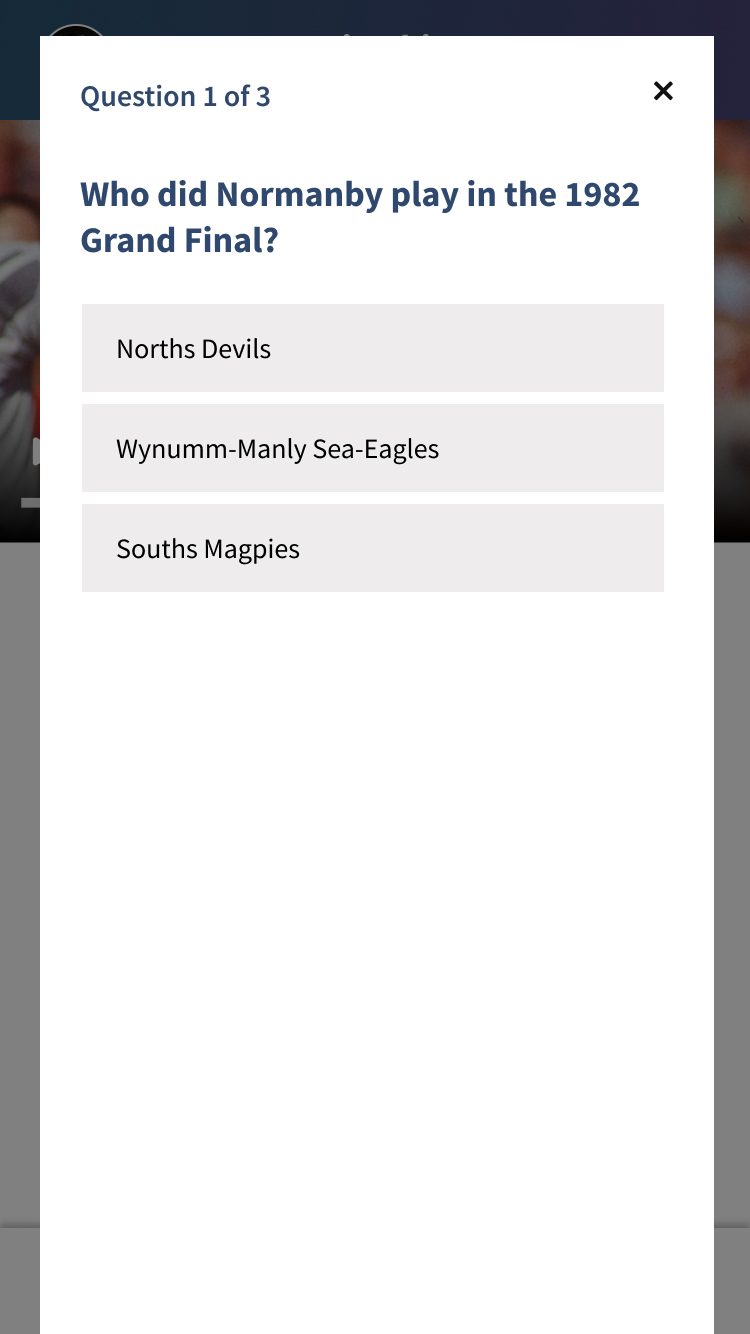 Question 1 of 3
Who did Normanby play in the 1982
Grand Final?
Norths Devils
Wynumm-Manly Sea-Eagles
Souths Magpies